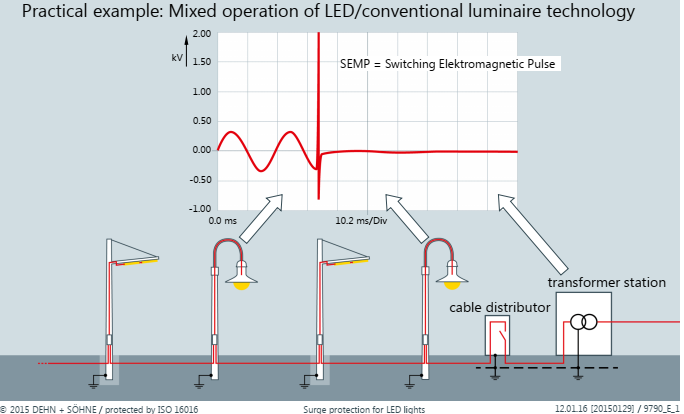 Practical example: Mixed operation of LED/conventional luminaire technology
2.00
kV
1.50
SEMP = Switching Elektromagnetic Pulse
1.00
0.50
0.00
-0.50
-1.00
0.0 ms
10.2 ms/Div
transformer station
cable distributor
© 2015 DEHN + SÖHNE / protected by ISO 16016
Surge protection for LED lights
12.01.16 [20150129] / 9790_E_1